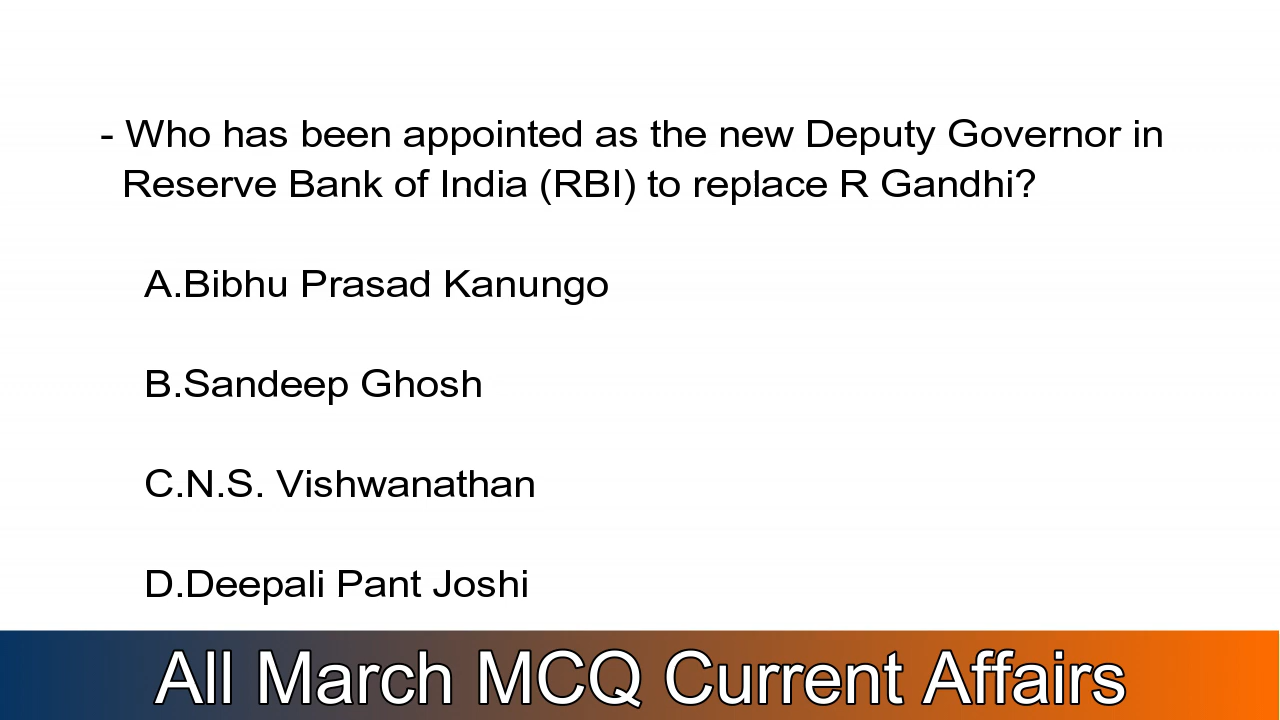 - Who has been appointed as the new Deputy Governor in
Reserve Bank of India (RBI) to replace R Gandhi?
A.Bibhu Prasad Kanungo
B.Sandeep Ghosh
C.N.S. Vishwanathan
D.Deepali Pant Joshi
All March MCQ Current Affairs